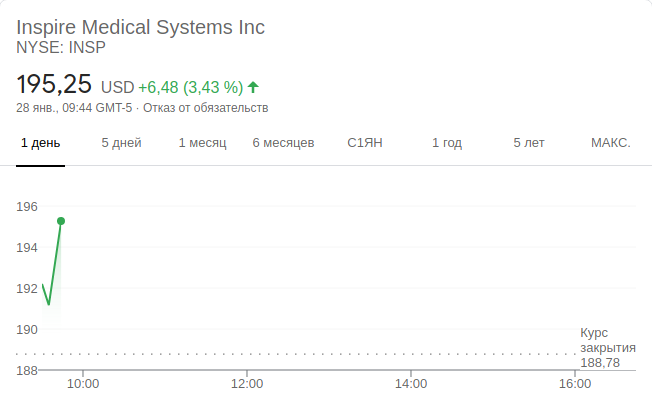 Inspire Medical Systems Inc
NYSE: INSP
195,25 USD +6,48 (3,43 %)
28 янв., 09:44 GMT-5 · Отказ от обязательств
1 день 5 дней 1 месяц 6 месяцев С1ЯН 1 год 5 лет МАКС.
196
194
192
190
Курс
закрытия
188,78
188
10:00 12:00 14:00 16:00